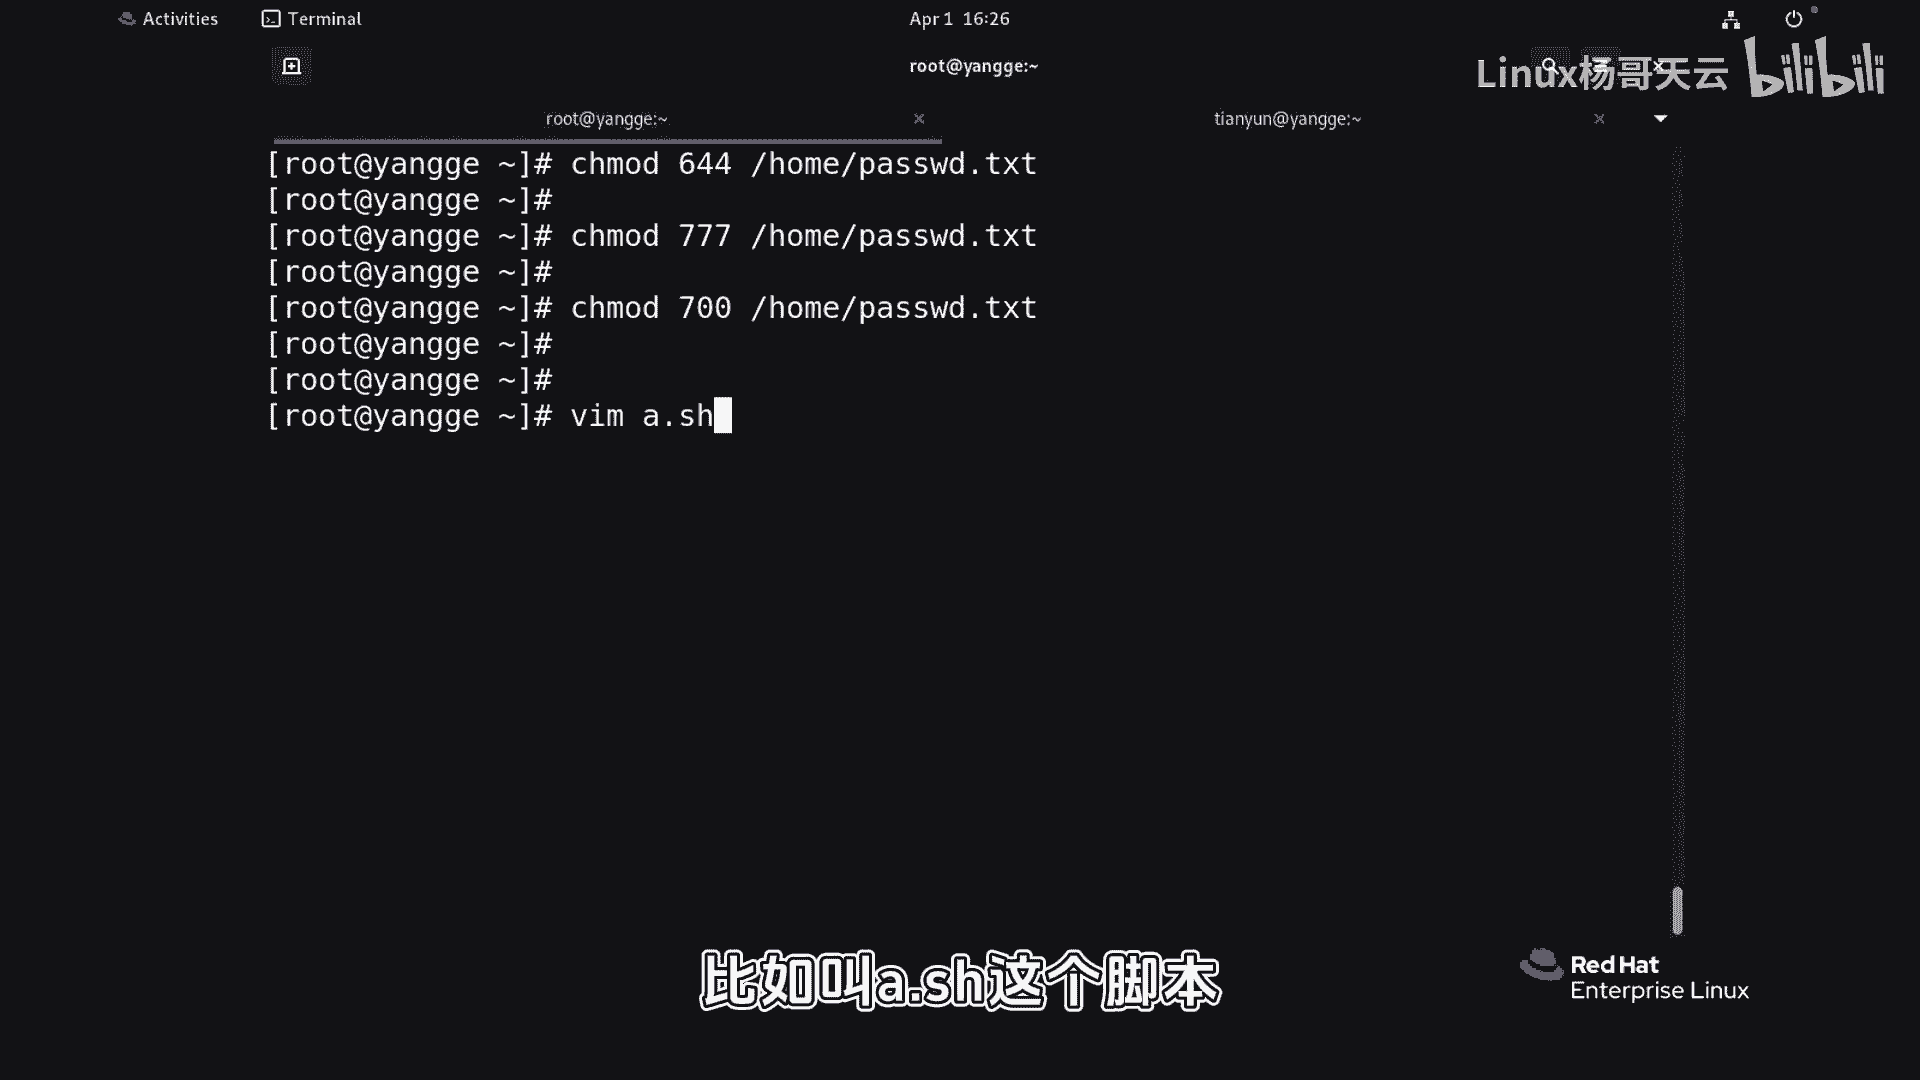 Activities
Terminal
Apr 1 16:26
root@yangge:~
Linux杨哥天云 bilibili
root@yangge:~
tianyun@yangge:~
[root@yangge ~]# chmod 644 /home/passwd.txt
[root@yangge ~]#
[root@yangge ~]# chmod 777 /home/passwd.txt
[root@yangge ~]#
[root@yangge ~]# chmod 700 /home/passwd.txt
[root@yangge ~]#
[root@yangge ~]#
[root@yangge ~]# vim a.sh
比如叫a.sh这个脚本
Red Hat
Enterprise Linux